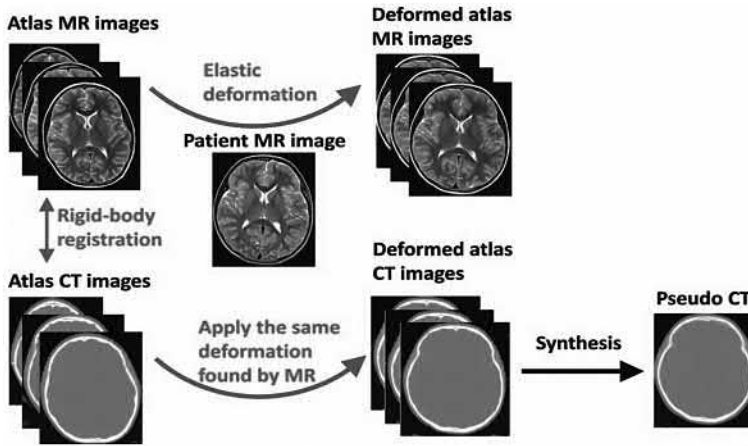 Atlas MR images
Deformed atlas
MR images
Elastic
deformation
Patient MR image
Rigid-body
registration
Atlas CT images
Deformed atlas
CT images
Pseudo CT
Apply the same
deformation
found by MR
Synthesis